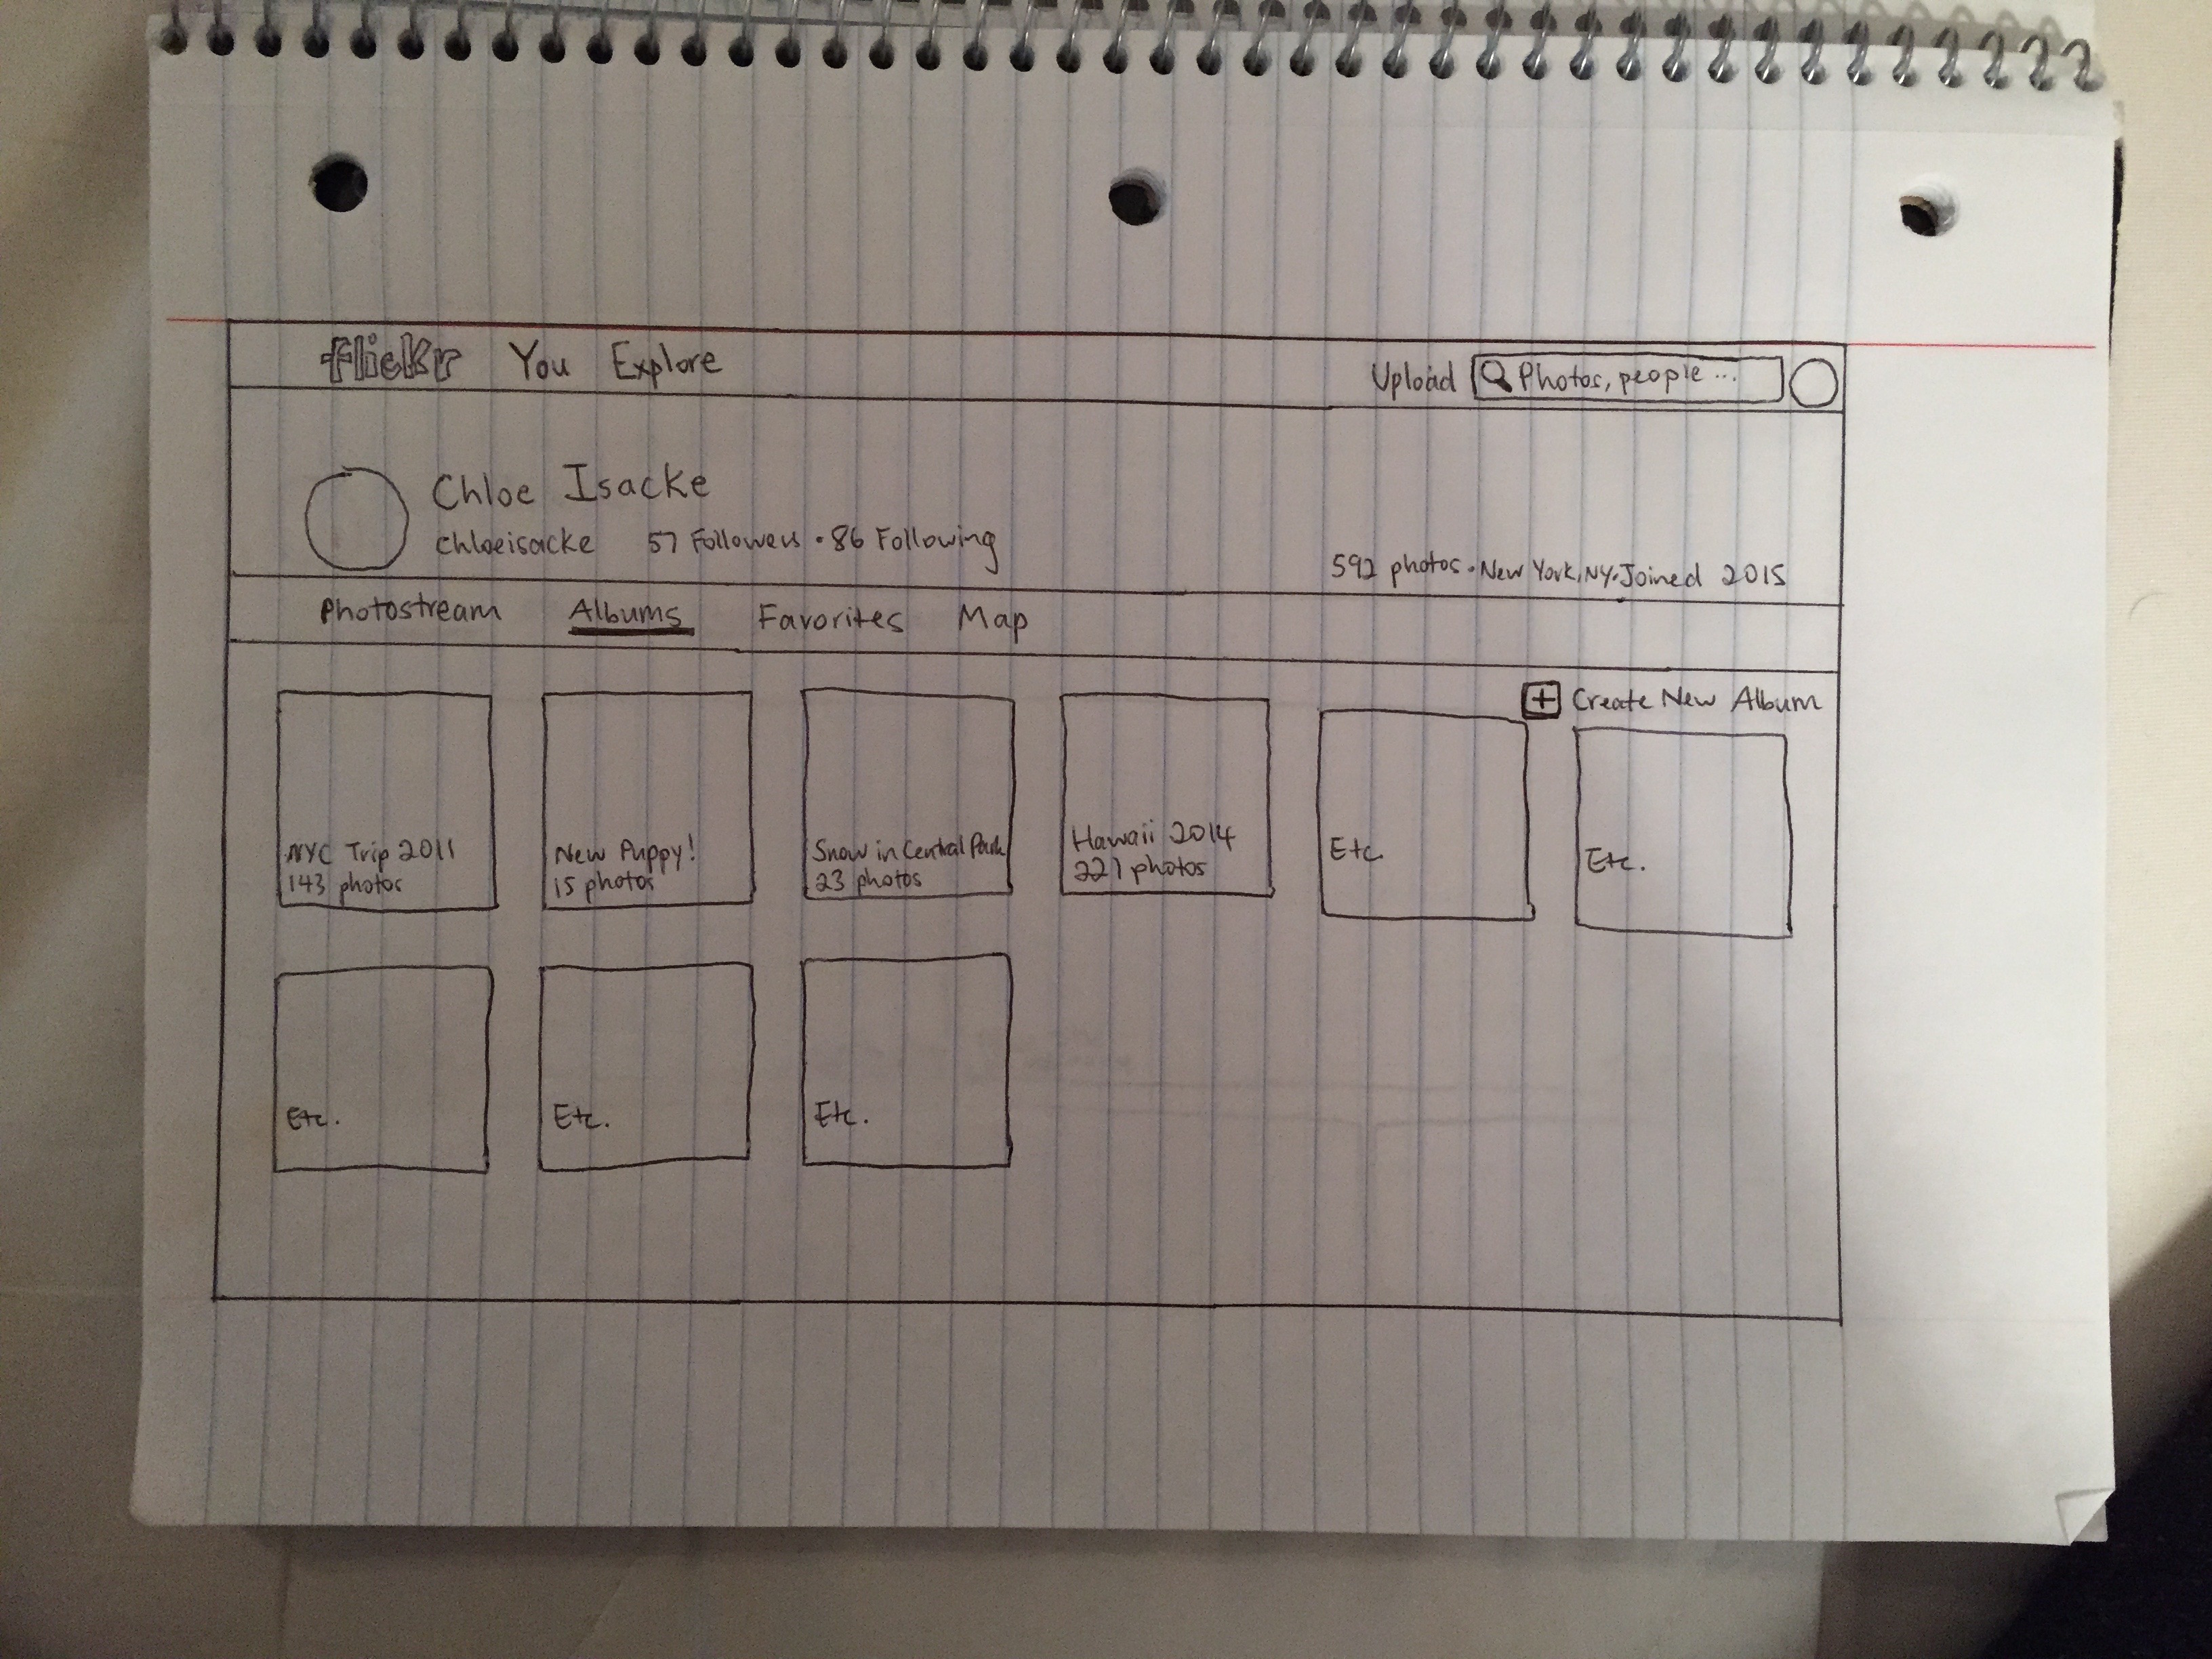 flickr You Explore Upload Photos, people ...
Chloe Isacke
chloeisacke 57 Followers • 86 Following
592 photos • New York, NY • Joined 2015
Photostream Albums Favorites Map
+ Create New Album
NYC Trip 2011
143 photos
New Puppy!
15 photos
Snow in Central Park
23 photos
Hawaii 2014
221 photos
Etc.
Etc.
Etc.
Etc.
Etc.